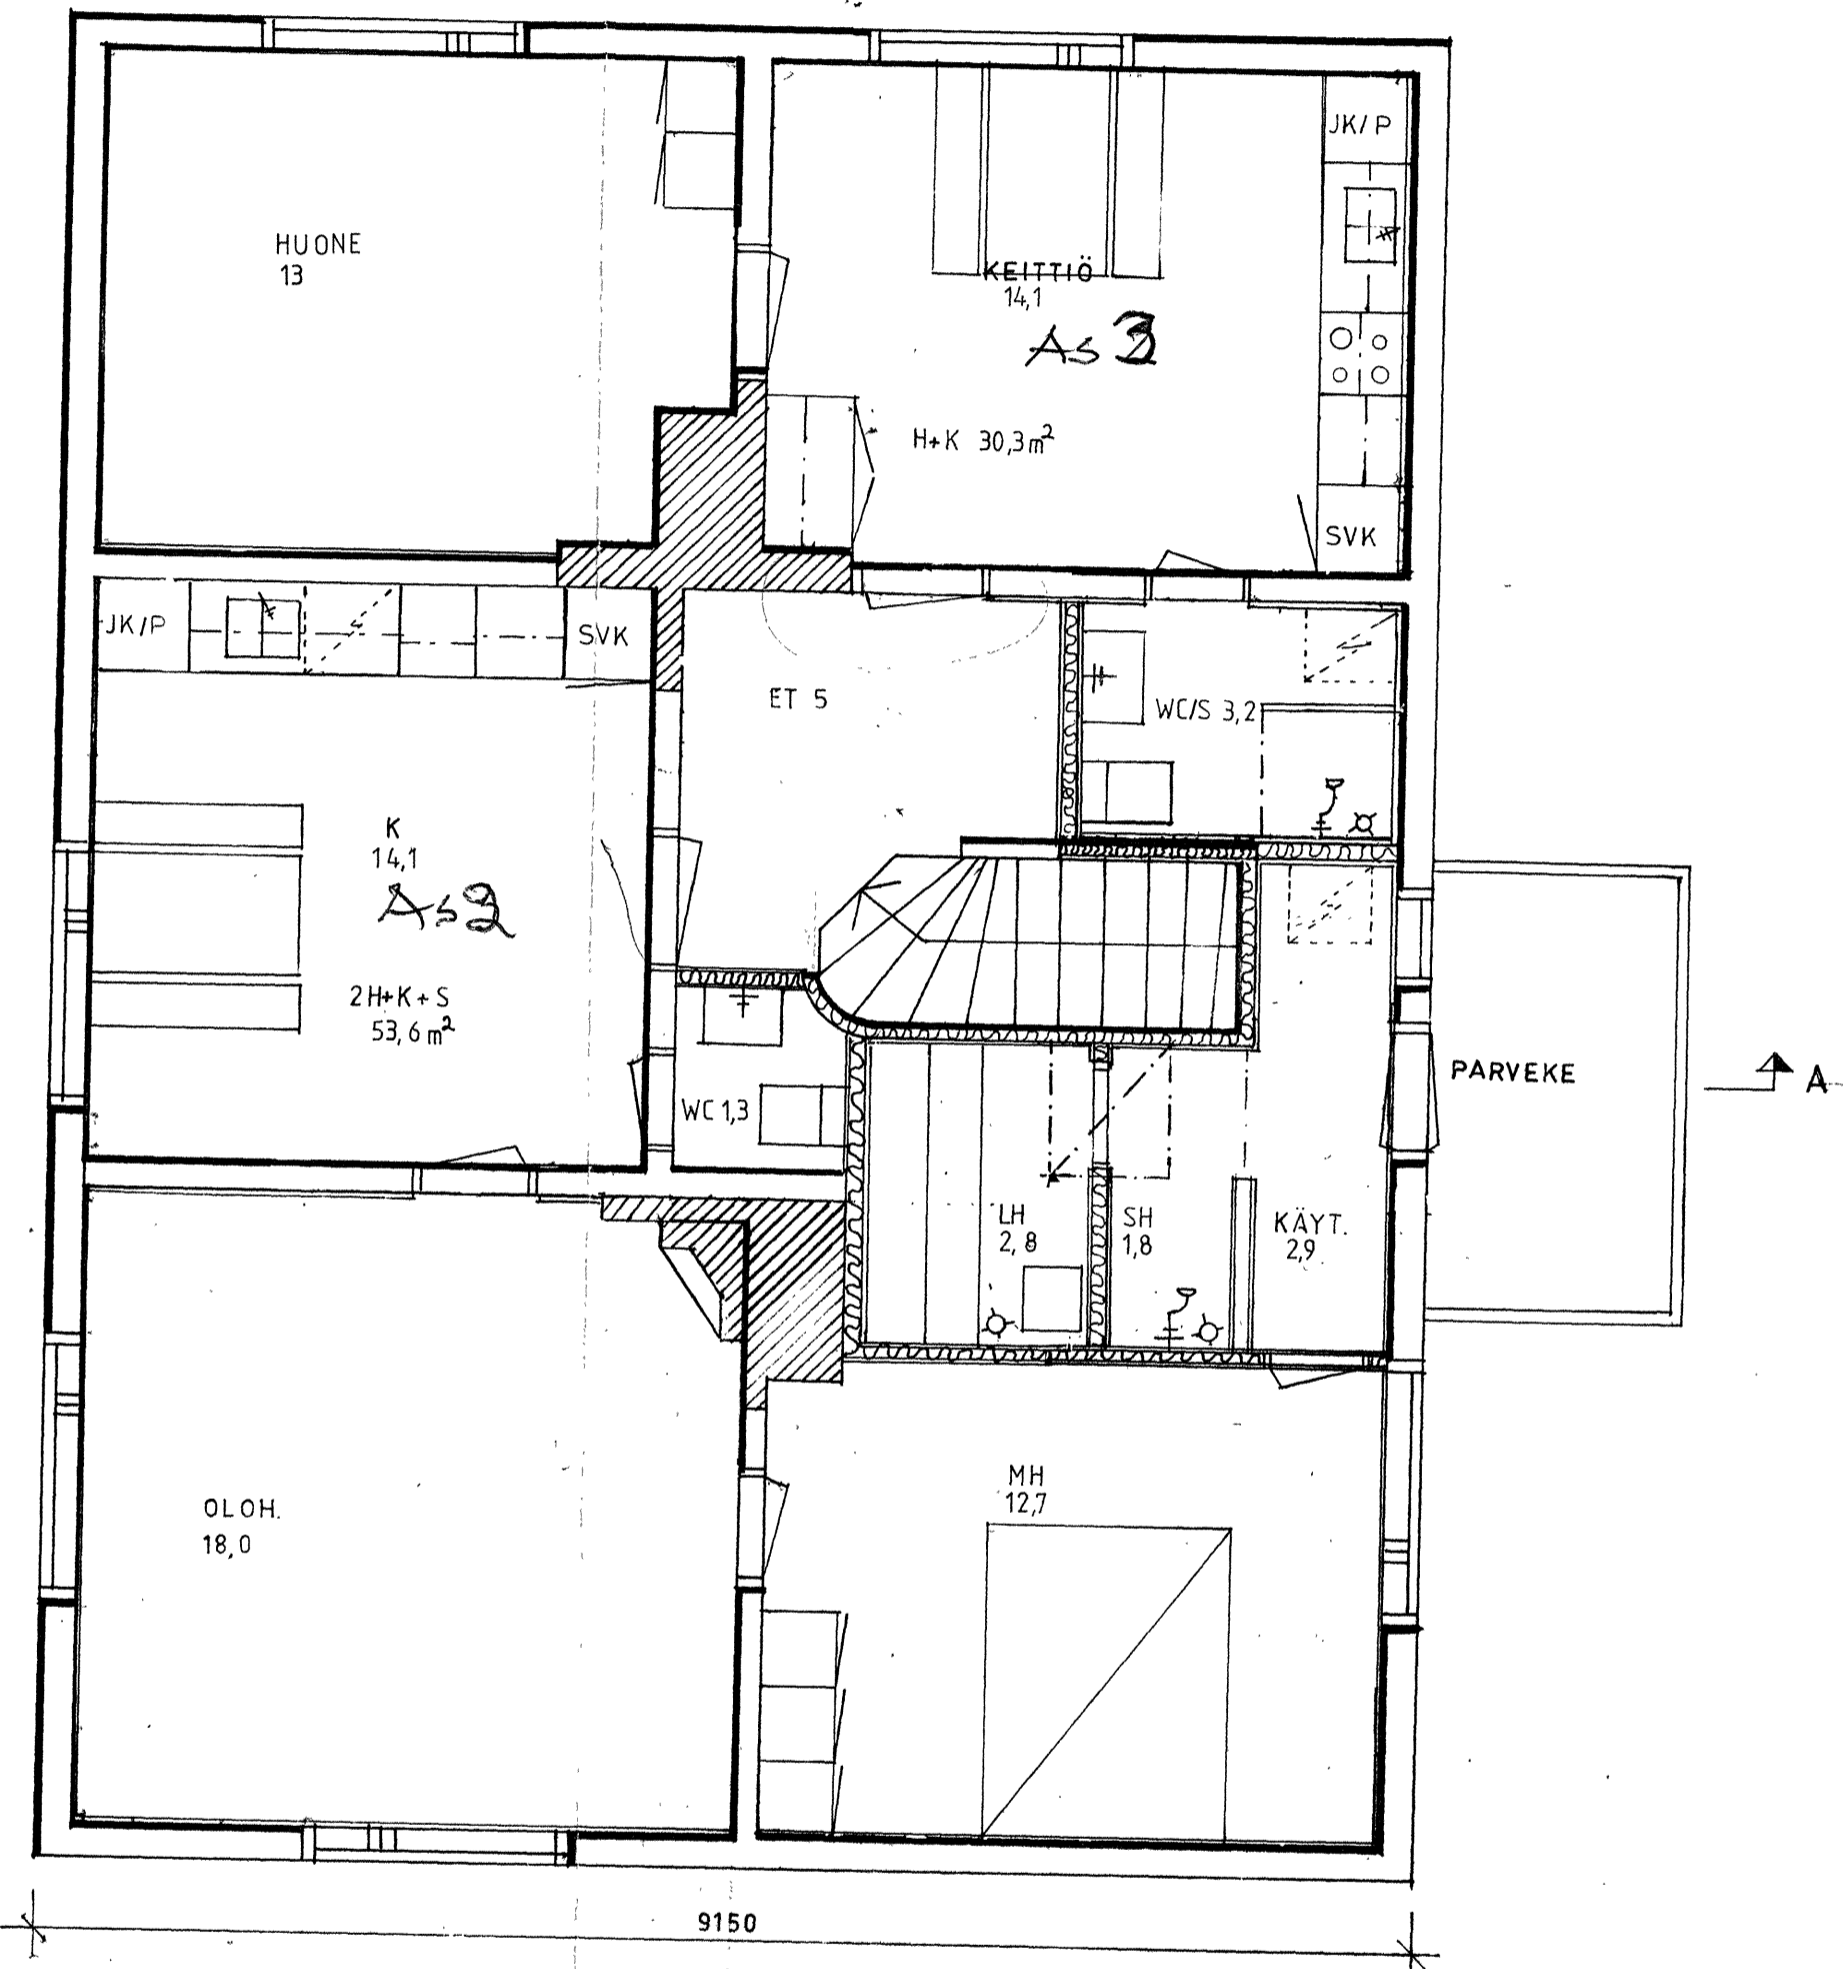 HUONE
13
JK/P
KEITTIÖ
14,1
As 3
H+K 30,3m²
SVK
JK/P
SVK
ET 5
WC/S 3,2
K
14,1
As 2
2H+K+S
53,6 m²
PARVEKE
A
WC 1,3
LH
2,8
SH
1,8
KÄYT.
2,9
MH
12,7
OLOH.
18,0
9150